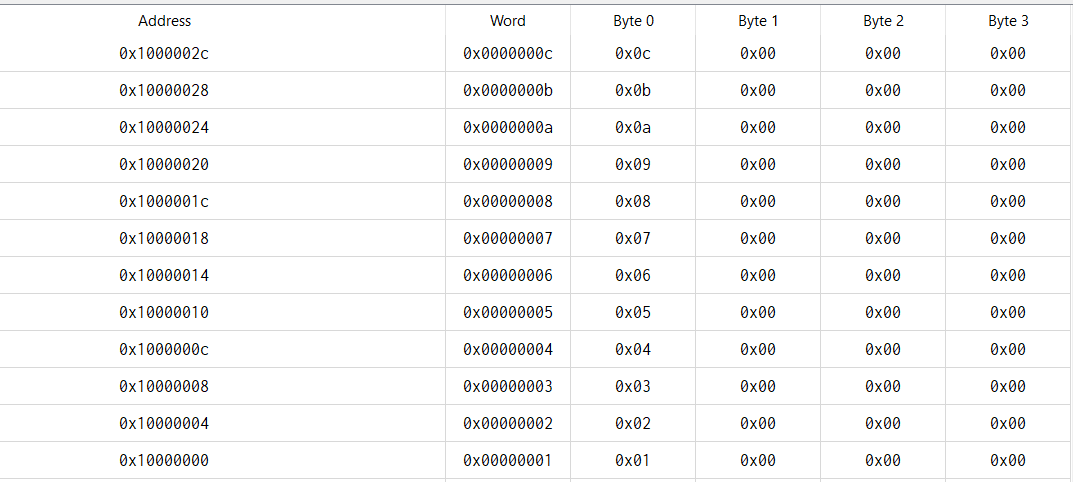 Address Word Byte 0 Byte 1 Byte 2 Byte 3
0x1000002c 0x0000000c 0x0c 0x00 0x00 0x00
0x10000028 0x0000000b 0x0b 0x00 0x00 0x00
0x10000024 0x0000000a 0x0a 0x00 0x00 0x00
0x10000020 0x00000009 0x09 0x00 0x00 0x00
0x1000001c 0x00000008 0x08 0x00 0x00 0x00
0x10000018 0x00000007 0x07 0x00 0x00 0x00
0x10000014 0x00000006 0x06 0x00 0x00 0x00
0x10000010 0x00000005 0x05 0x00 0x00 0x00
0x1000000c 0x00000004 0x04 0x00 0x00 0x00
0x10000008 0x00000003 0x03 0x00 0x00 0x00
0x10000004 0x00000002 0x02 0x00 0x00 0x00
0x10000000 0x00000001 0x01 0x00 0x00 0x00